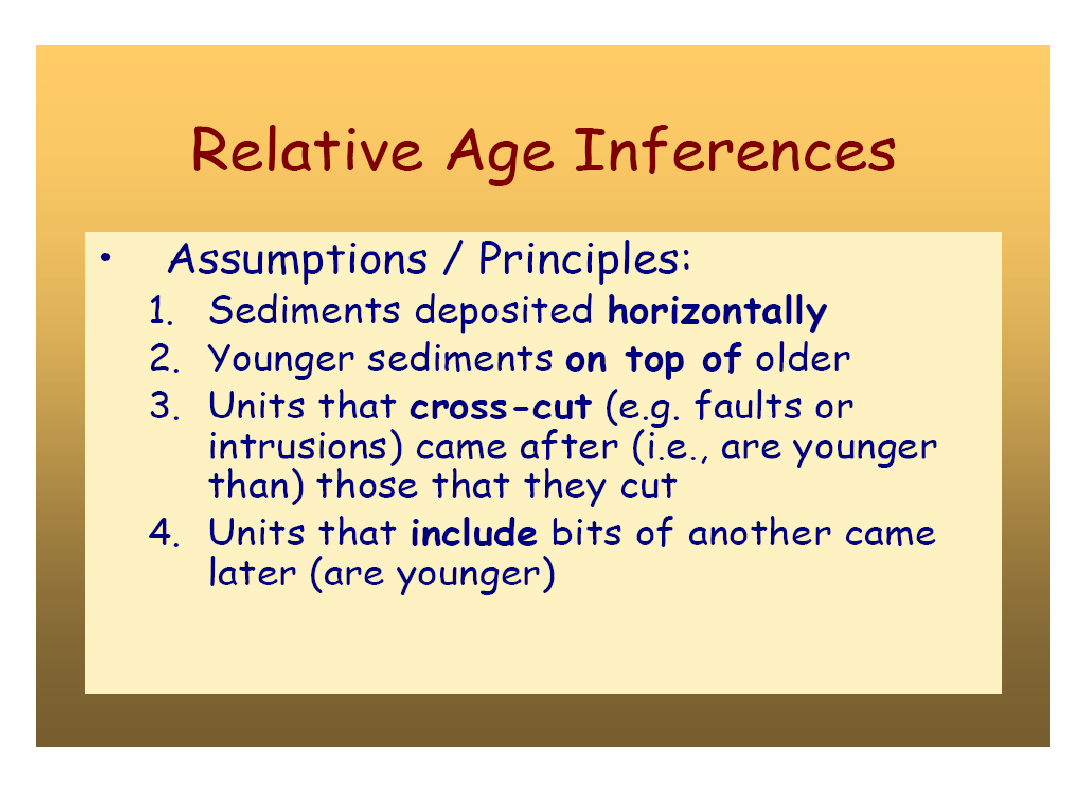 Relative Age Inferences
• Assumptions / Principles:
1. Sediments deposited horizontally
2. Younger sediments on top of older
3. Units that cross-cut (e.g. faults or
intrusions) came after (i.e., are younger
than) those that they cut
4. Units that include bits of another came
later (are younger)